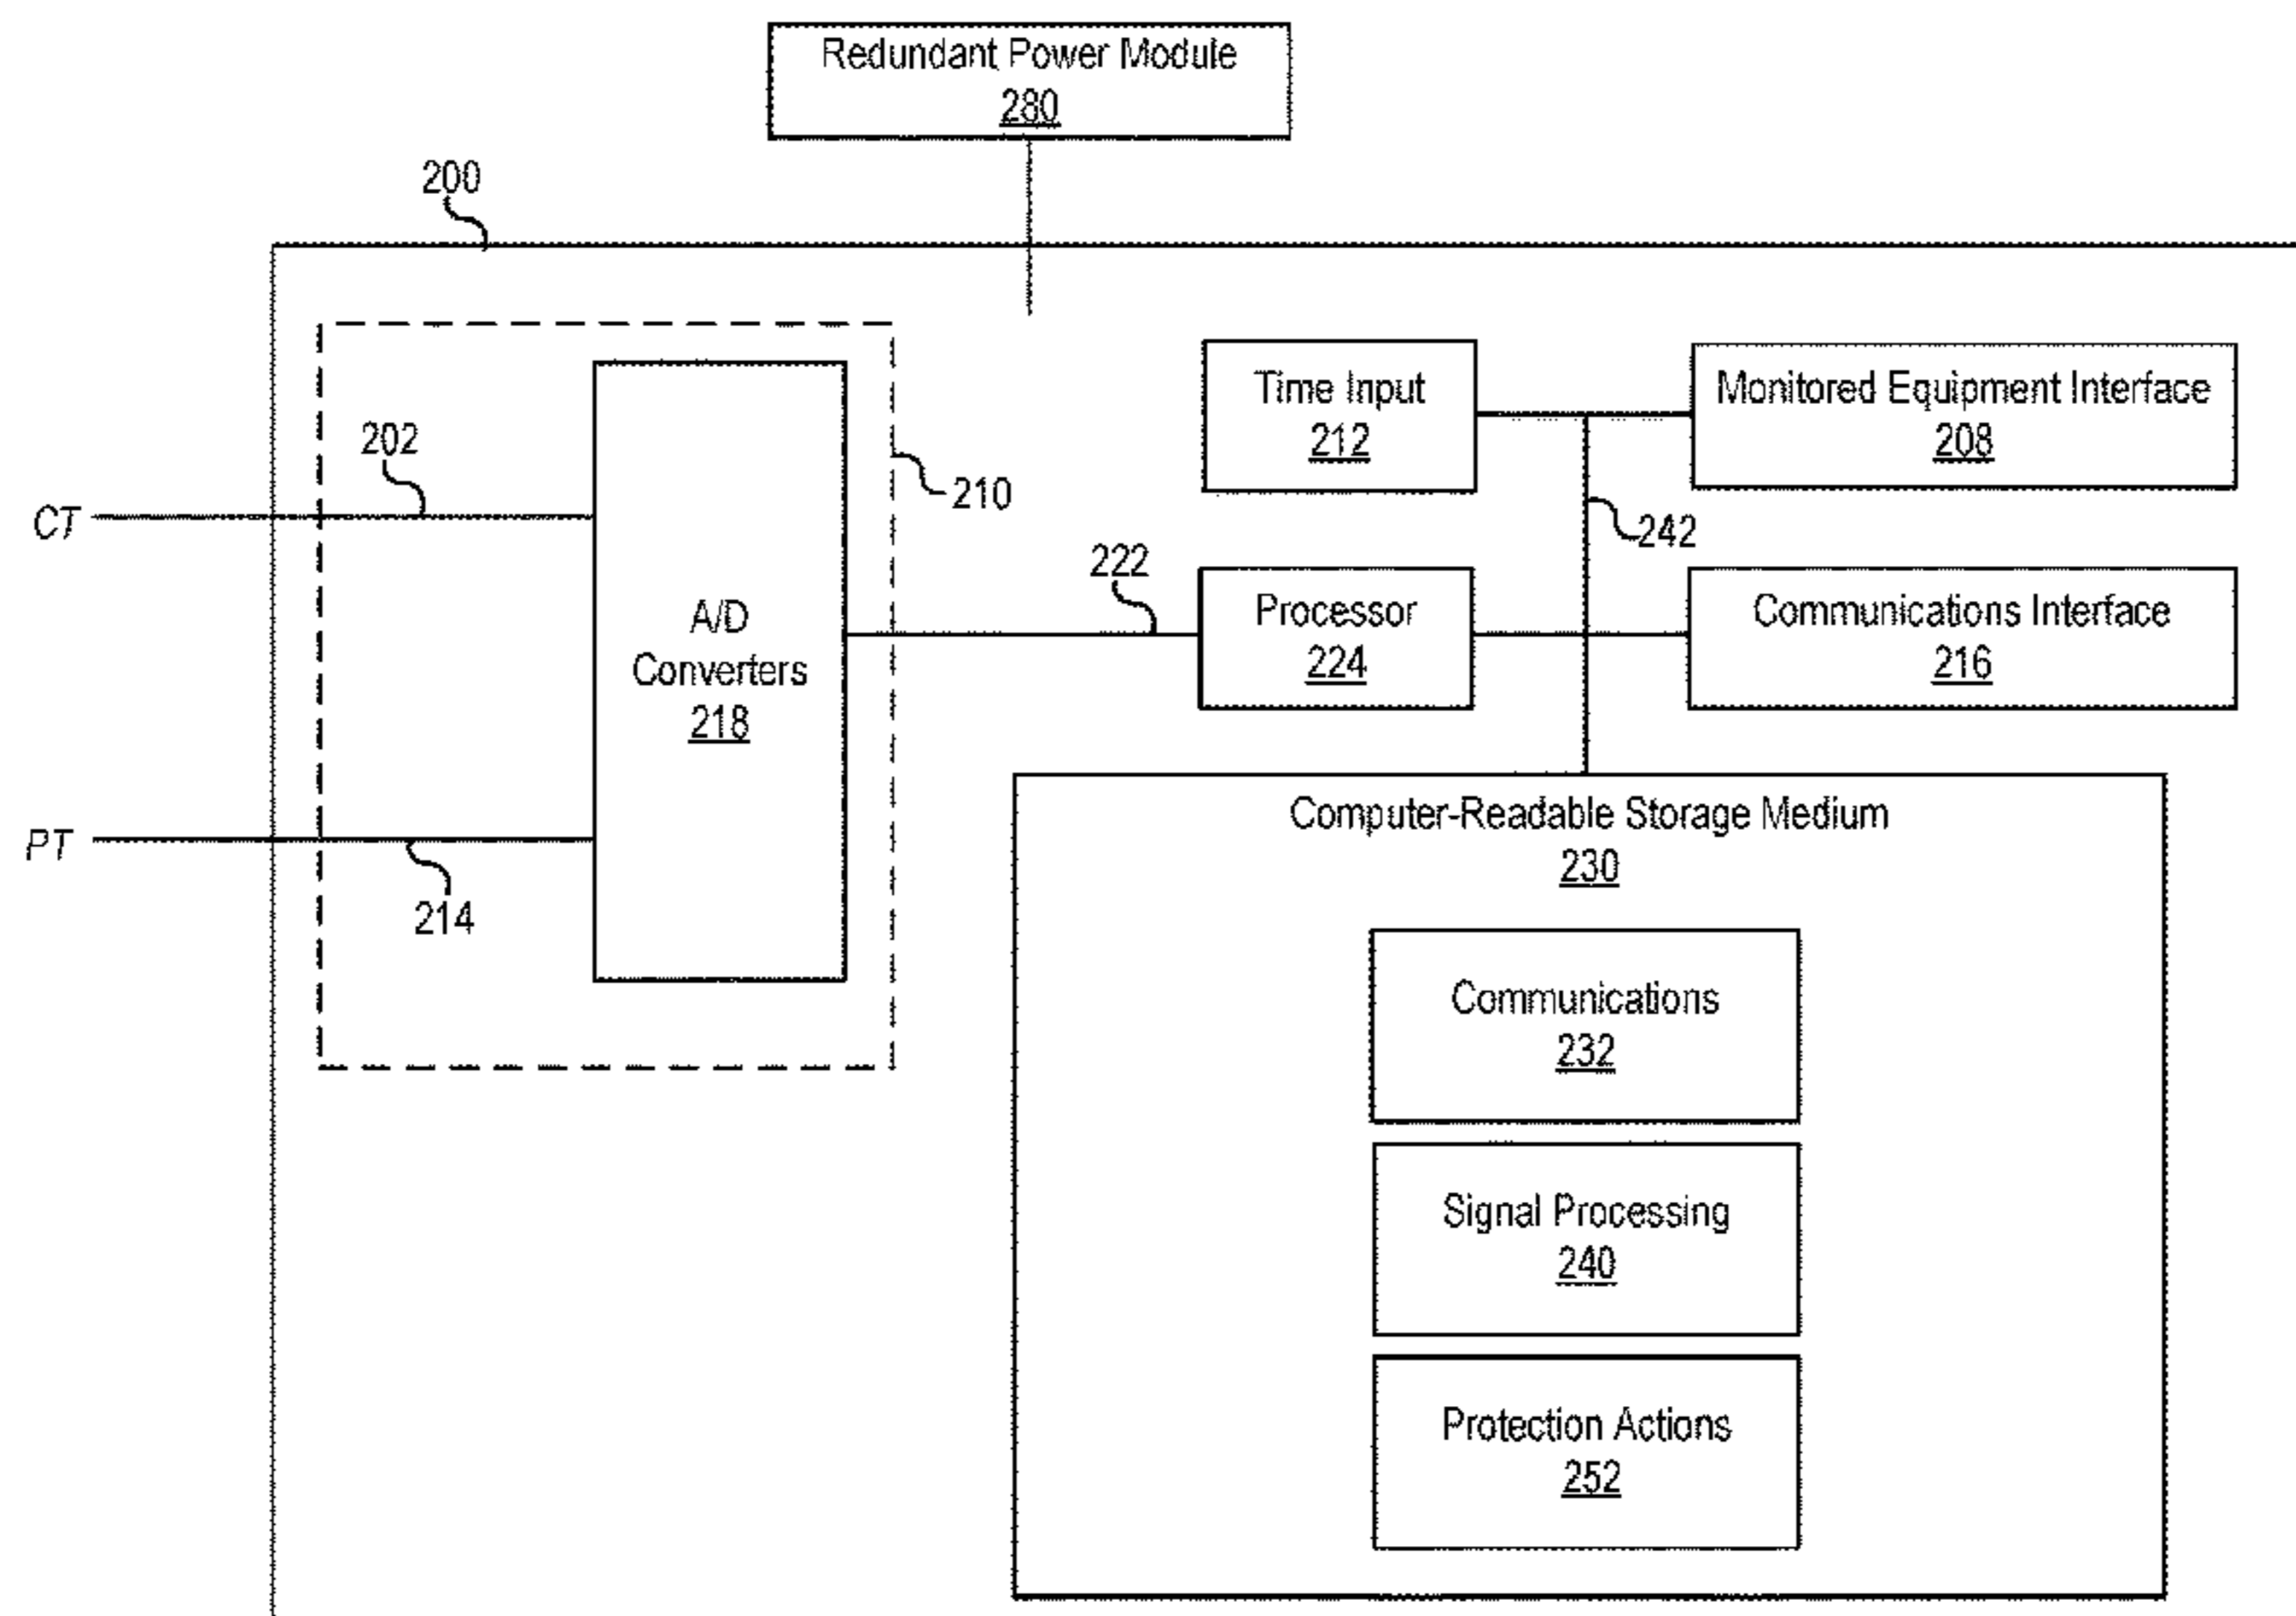 Redundant Power Module
280
200
Time Input
212
Monitored Equipment Interface
208
202
210
CT
242
222
A/D
Converters
218
Processor
224
Communications Interface
216
PT
214
Computer-Readable Storage Medium
230
Communications
232
Signal Processing
240
Protection Actions
252